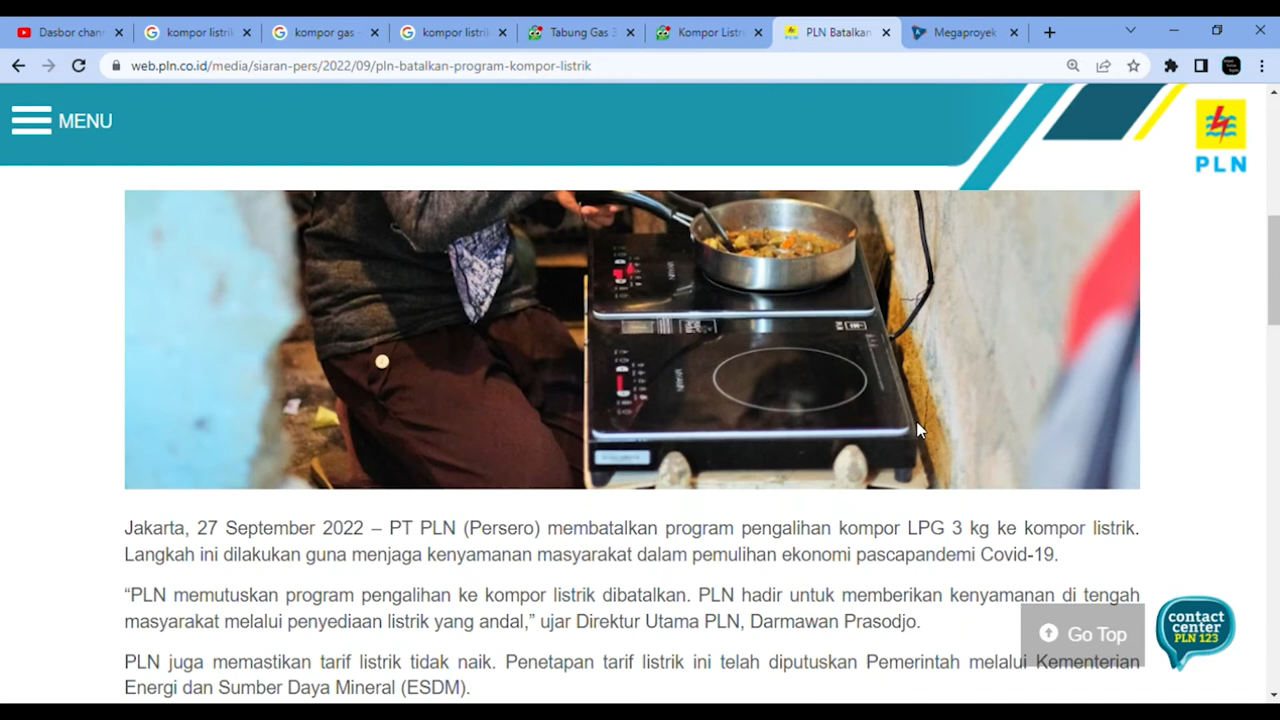 Dasbor chann
kompor listrik
kompor gas -
kompor listrik
Tabung Gas 3
Kompor Listri
PLN Batalkan
Megaproyek
web.pln.co.id/media/siaran-pers/2022/09/pln-batalkan-program-kompor-listrik
MENU
PLN
Jakarta, 27 September 2022 – PT PLN (Persero) membatalkan program pengalihan kompor LPG 3 kg ke kompor listrik.
Langkah ini dilakukan guna menjaga kenyamanan masyarakat dalam pemulihan ekonomi pascapandemi Covid-19.
“PLN memutuskan program pengalihan ke kompor listrik dibatalkan. PLN hadir untuk memberikan kenyamanan di tengah
masyarakat melalui penyediaan listrik yang andal,” ujar Direktur Utama PLN, Darmawan Prasodjo.
PLN juga memastikan tarif listrik tidak naik. Penetapan tarif listrik ini telah diputuskan Pemerintah melalui Kementerian
Energi dan Sumber Daya Mineral (ESDM).
Go Top
contact
center
PLN 123